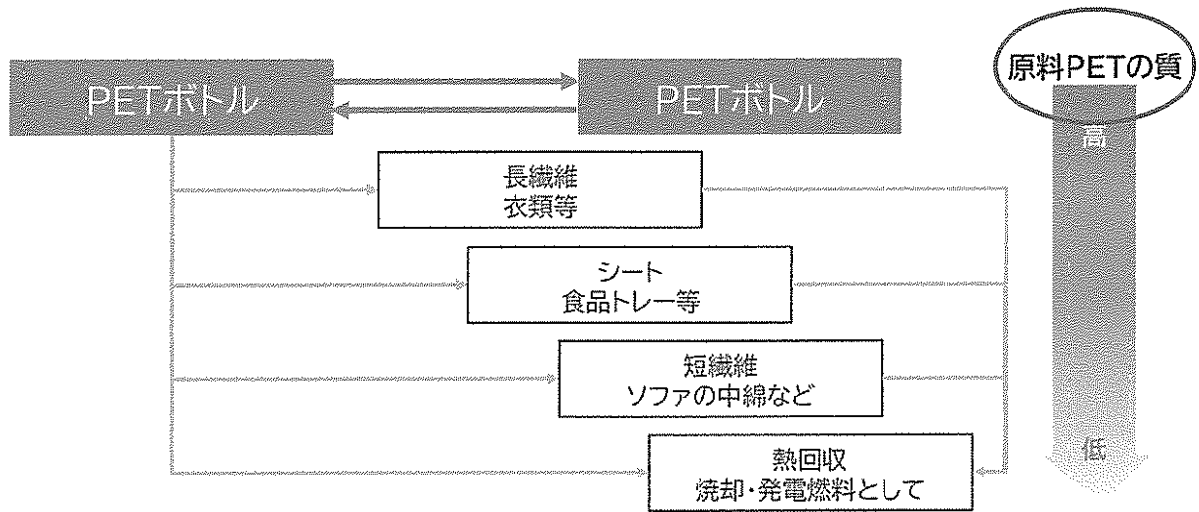 原料PETの質
PETボトル
PETボトル
高
長繊維
衣類等
シート
食品トレー等
短繊維
ソファの中綿など
低
熱回収
焼却・発電燃料として